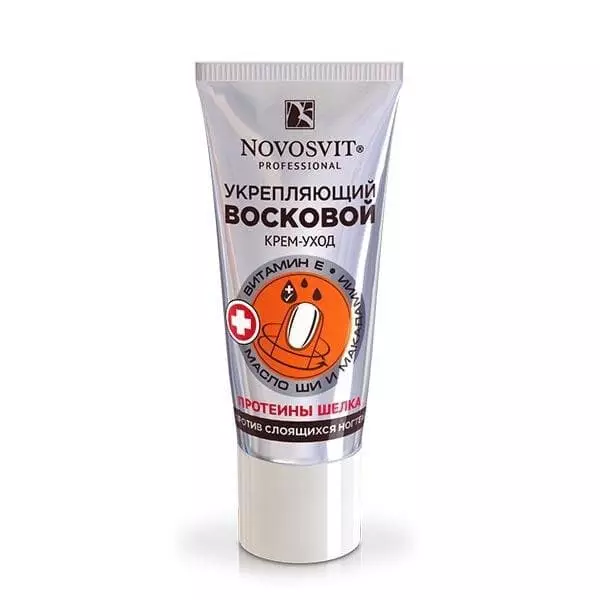 NOVOSVIT®
PROFESSIONAL
УКРЕПЛЯЮЩИЙ
ВОСКОВОЙ
КРЕМ-УХОД
ВИТАМИН Е •
МАСЛО ШИ И МАКАДАМИИ
ПРОТЕИНЫ ШЕЛКА
ПРОТИВ СЛОЯЩИХСЯ НОГТЕЙ